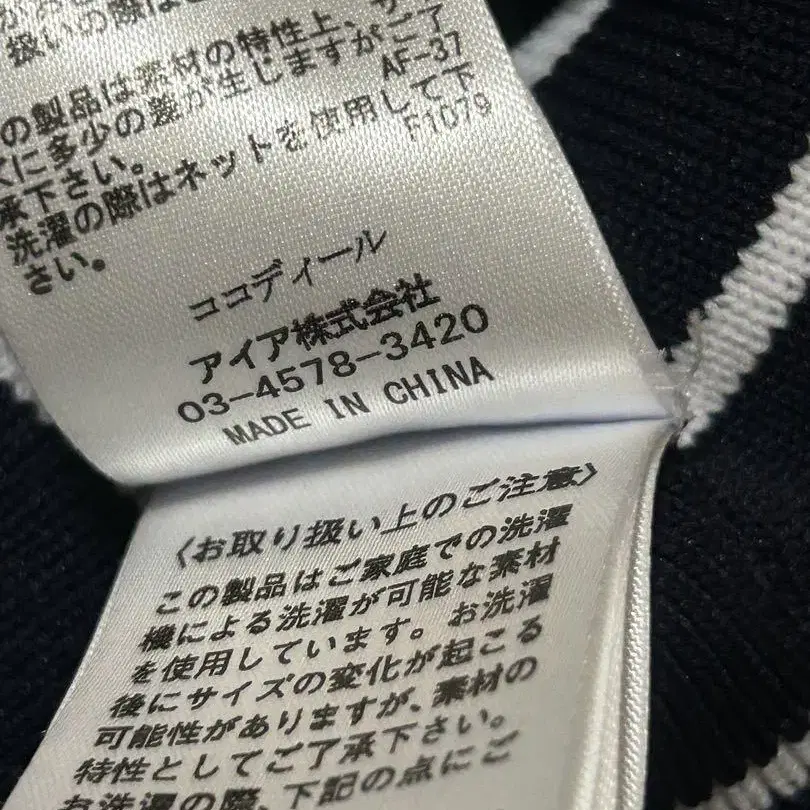 扱いの際は
の製品は素材の特性上、サ
に多少の差が生じますがご了
承下さい。
洗濯の際はネットを使用して下
さい。
AF-37
F1079
ココディール
アイア株式会社
03-4578-3420
MADE IN CHINA
〈お取り扱い上のご注意〉
この製品はご家庭での洗濯
機による洗濯が可能な素材
を使用しています。お洗濯
後にサイズの変化が起こる
可能性がありますが、素材の
特性としてご了承下さい。
お洗濯の際、下記の点にご